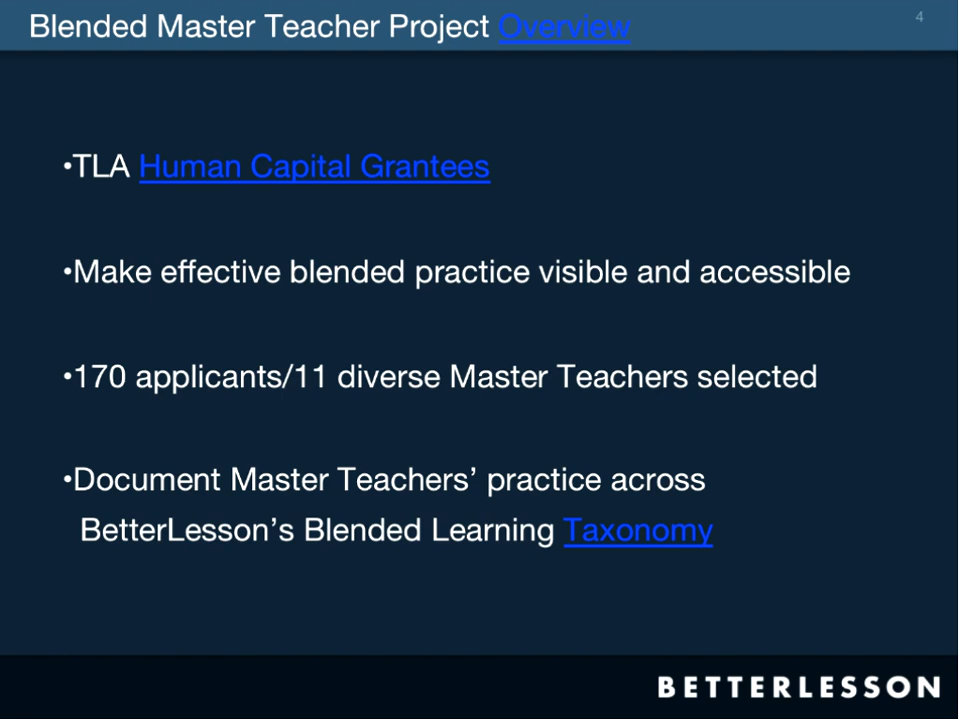 Blended Master Teacher Project Overview
4
•TLA Human Capital Grantees
•Make effective blended practice visible and accessible
•170 applicants/11 diverse Master Teachers selected
•Document Master Teachers’ practice across
BetterLesson’s Blended Learning Taxonomy
BETTERLESSON